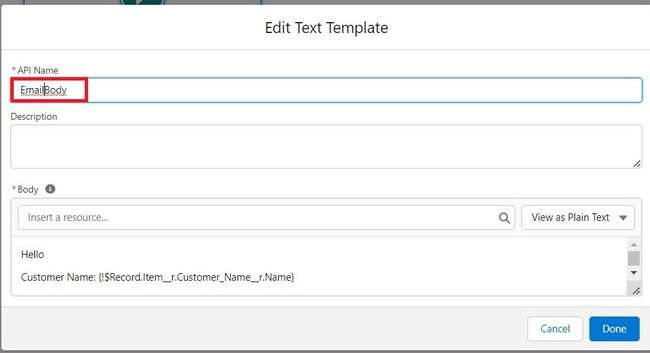 Edit Text Template
* API Name
EmailBody
Description
* Body
Insert a resource...
View as Plain Text
Hello
Customer Name: {!$Record.Item__r.Customer_Name__r.Name}
Cancel
Done